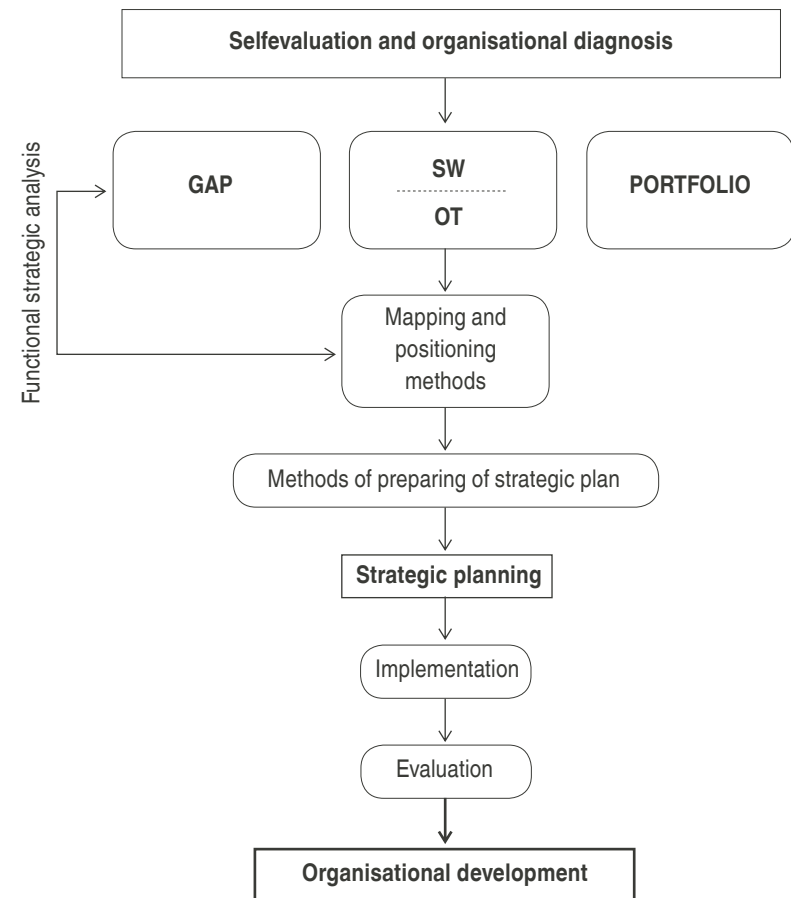 Selfevaluation and organisational diagnosis
Functional strategic analysis
GAP
SW
OT
PORTFOLIO
Mapping and
positioning
methods
Methods of preparing of strategic plan
Strategic planning
Implementation
Evaluation
Organisational development